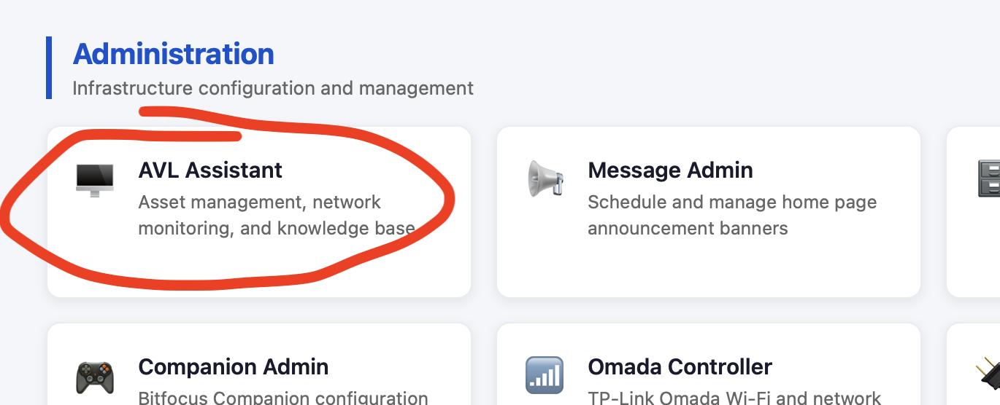 Administration
Infrastructure configuration and management
AVL Assistant
Asset management, network
monitoring, and knowledge base
Message Admin
Schedule and manage home page
announcement banners
Companion Admin
Bitfocus Companion configuration
Omada Controller
TP-Link Omada Wi-Fi and network